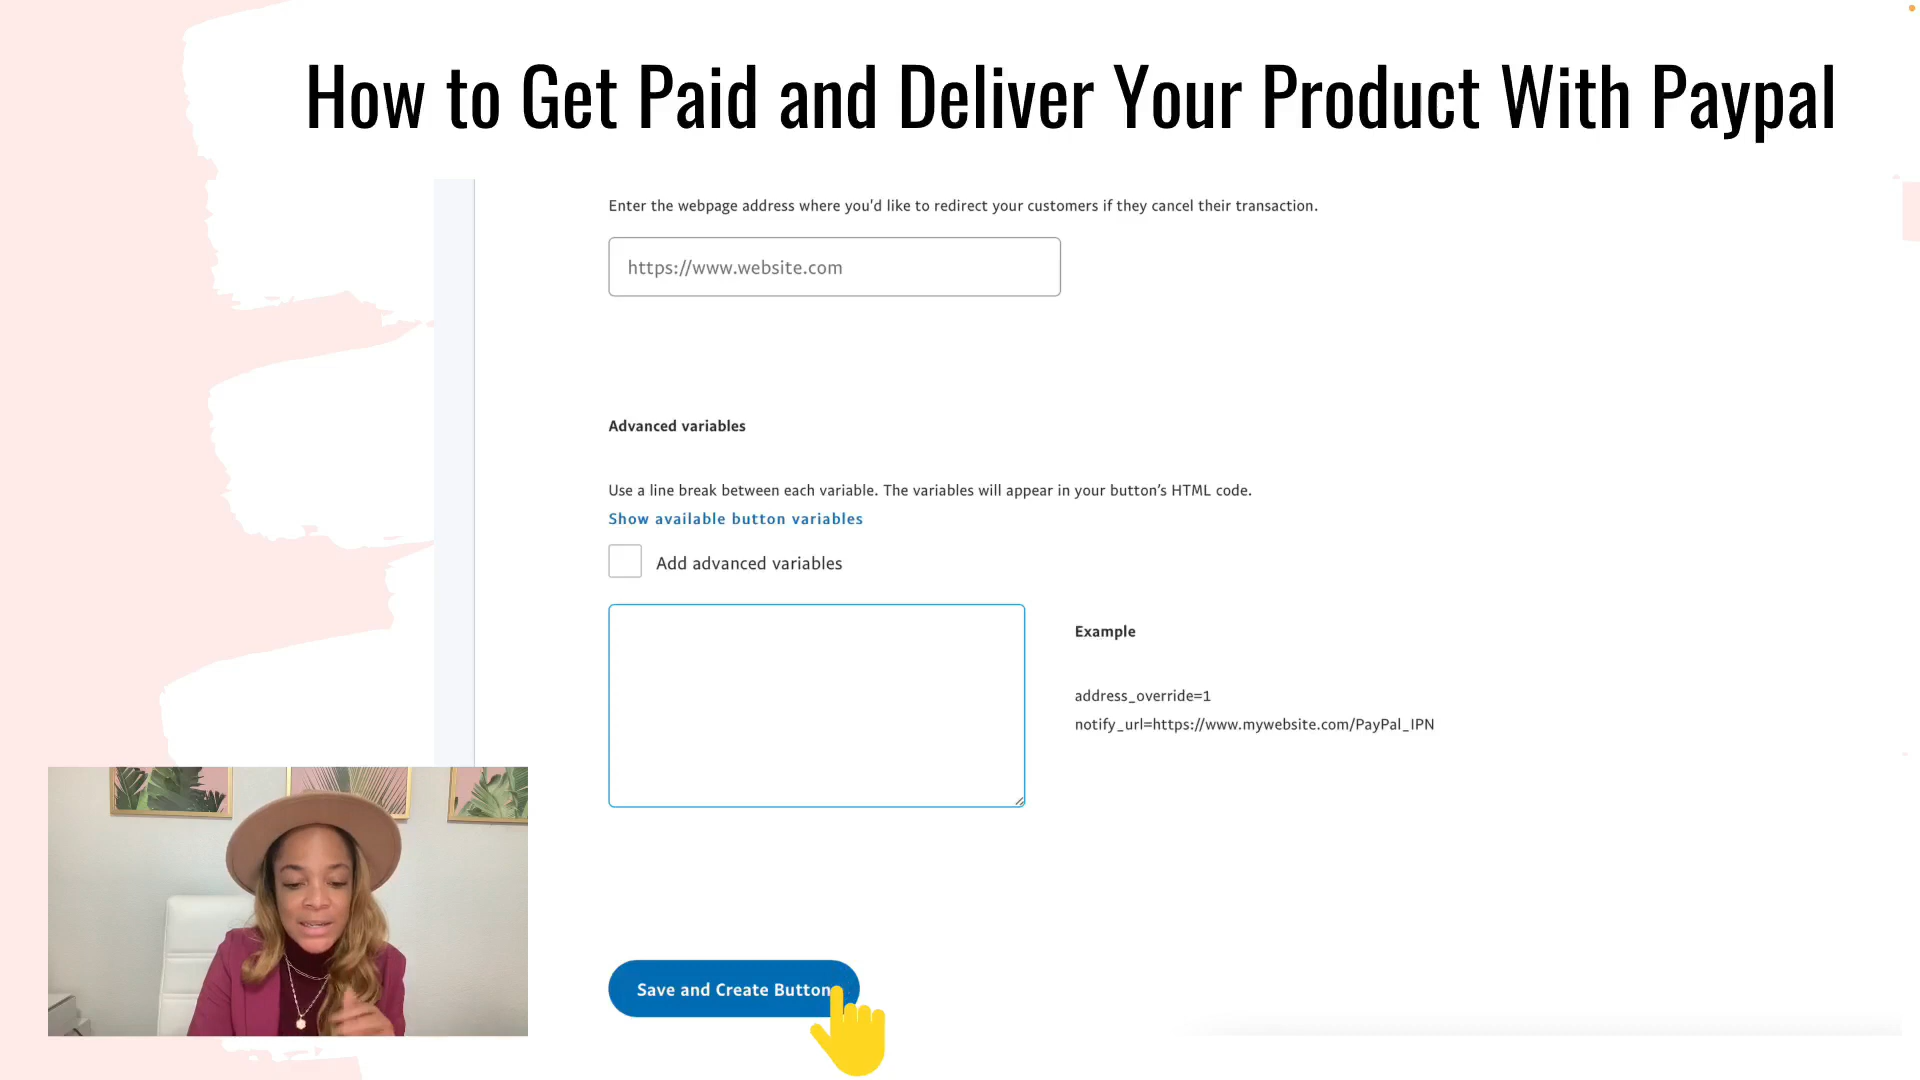 How to Get Paid and Deliver Your Product With Paypal
Enter the webpage address where you'd like to redirect your customers if they cancel their transaction.
https://www.website.com
Advanced variables
Use a line break between each variable. The variables will appear in your button’s HTML code.
Show available button variables
Add advanced variables
Example
address_override=1
notify_url=https://www.mywebsite.com/PayPal_IPN
Save and Create Button